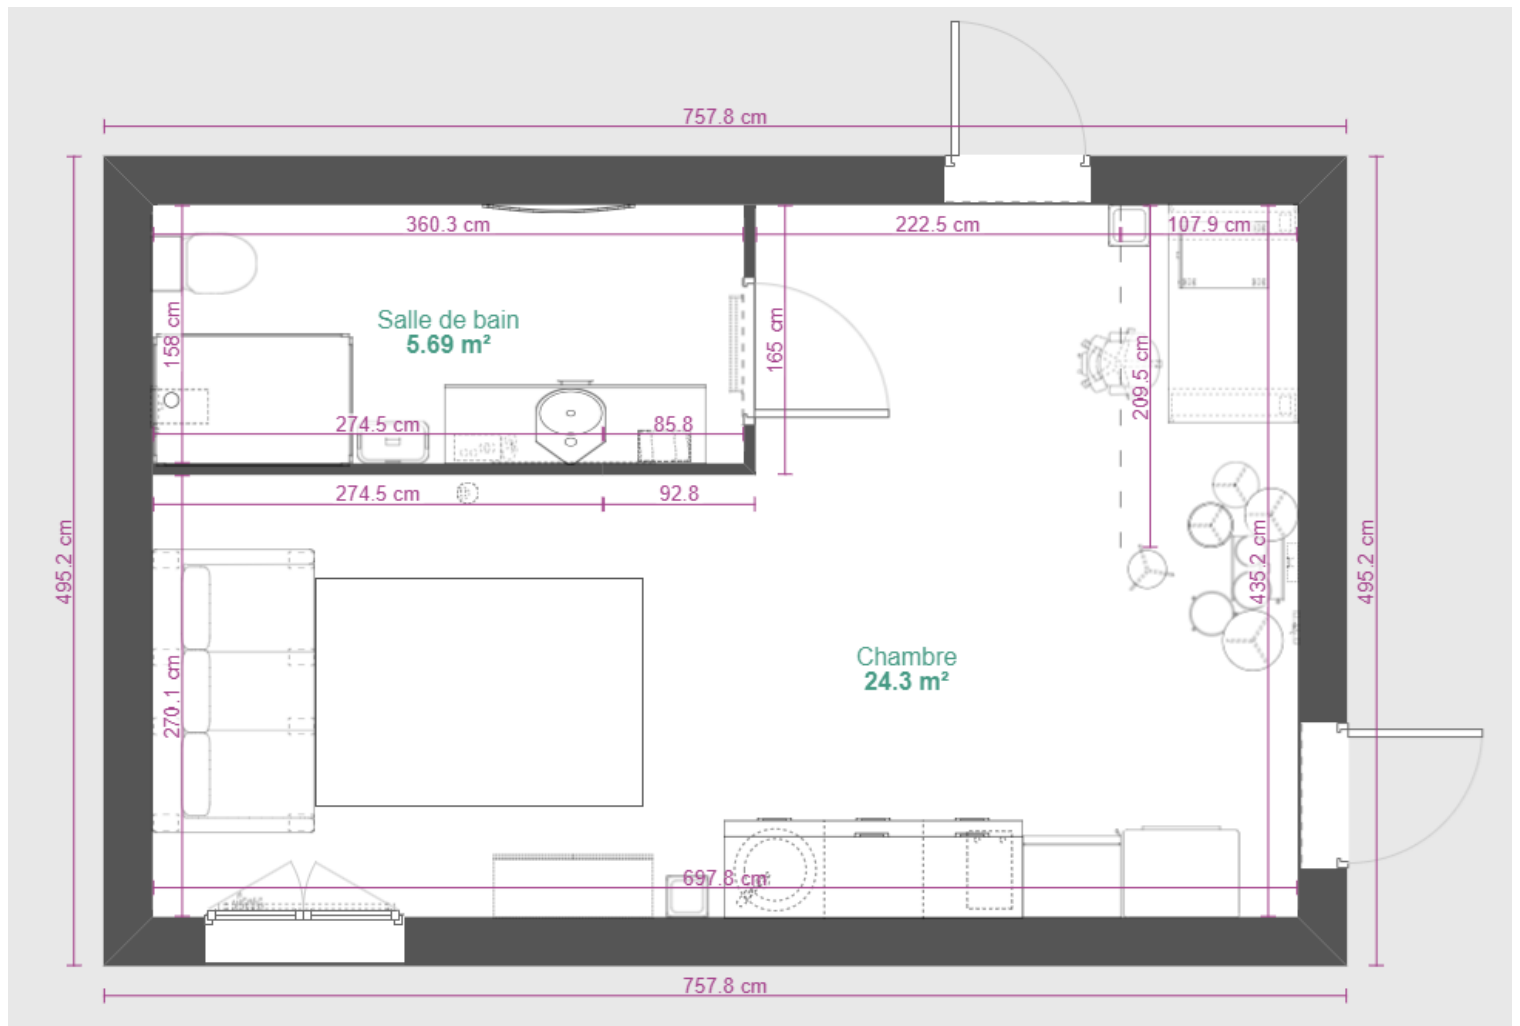 757.8 cm
360.3 cm
222.5 cm
107.9 cm
158 cm
Salle de bain
5.69 m²
165 cm
209.5 cm
274.5 cm
85.8
274.5 cm
92.8
495.2 cm
435.2 cm
495.2 cm
270.1 cm
Chambre
24.3 m²
697.8 cm
757.8 cm